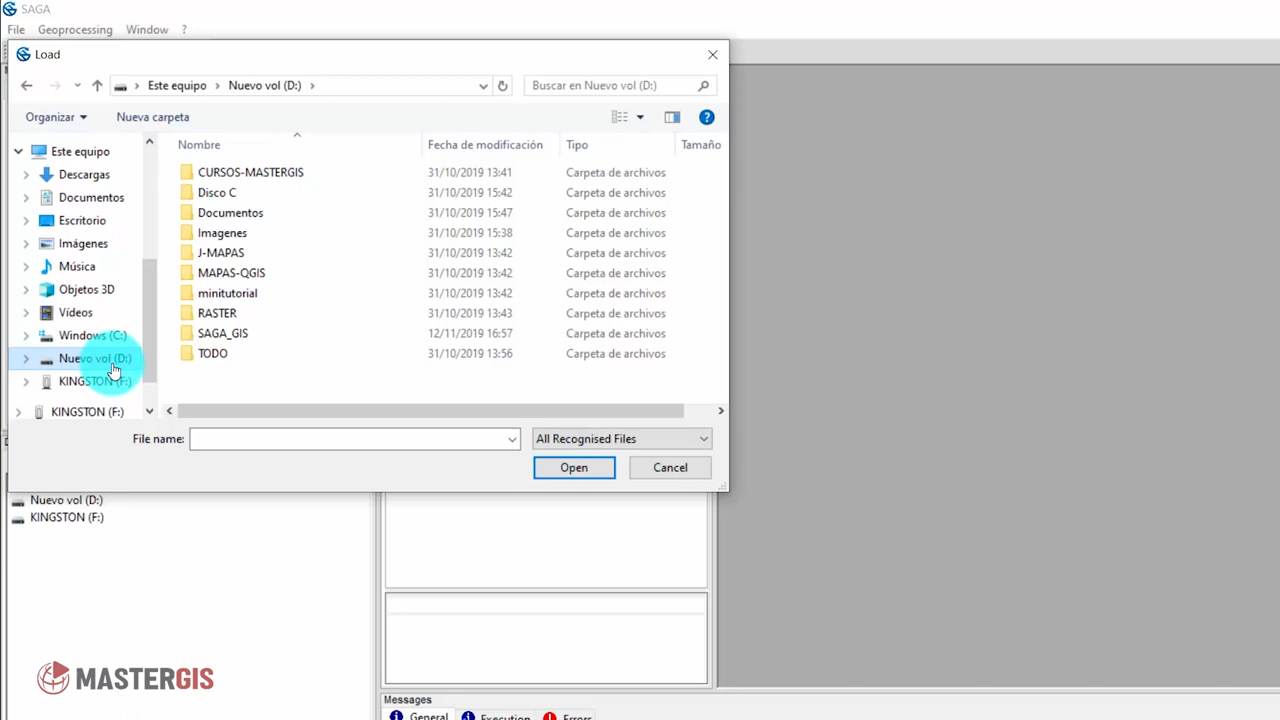 SAGA
File Geoprocessing Window ?
Load
Este equipo > Nuevo vol (D:) >
Buscar en Nuevo vol (D:)
Organizar Nueva carpeta
Nombre Fecha de modificación Tipo Tamaño
Este equipo
Descargas
Documentos
Escritorio
Imágenes
Música
Objetos 3D
Vídeos
Windows (C:)
Nuevo vol (D:)
KINGSTON (F:)
KINGSTON (F:)
CURSOS-MASTERGIS 31/10/2019 13:41 Carpeta de archivos
Disco C 31/10/2019 15:42 Carpeta de archivos
Documentos 31/10/2019 15:47 Carpeta de archivos
Imagenes 31/10/2019 15:38 Carpeta de archivos
J-MAPAS 31/10/2019 13:42 Carpeta de archivos
MAPAS-QGIS 31/10/2019 13:42 Carpeta de archivos
minitutorial 31/10/2019 13:42 Carpeta de archivos
RASTER 31/10/2019 13:43 Carpeta de archivos
SAGA_GIS 12/11/2019 16:57 Carpeta de archivos
TODO 31/10/2019 13:56 Carpeta de archivos
File name: All Recognised Files
Open Cancel
Nuevo vol (D:)
KINGSTON (F:)
MASTERGIS
Messages
General Execution Errors